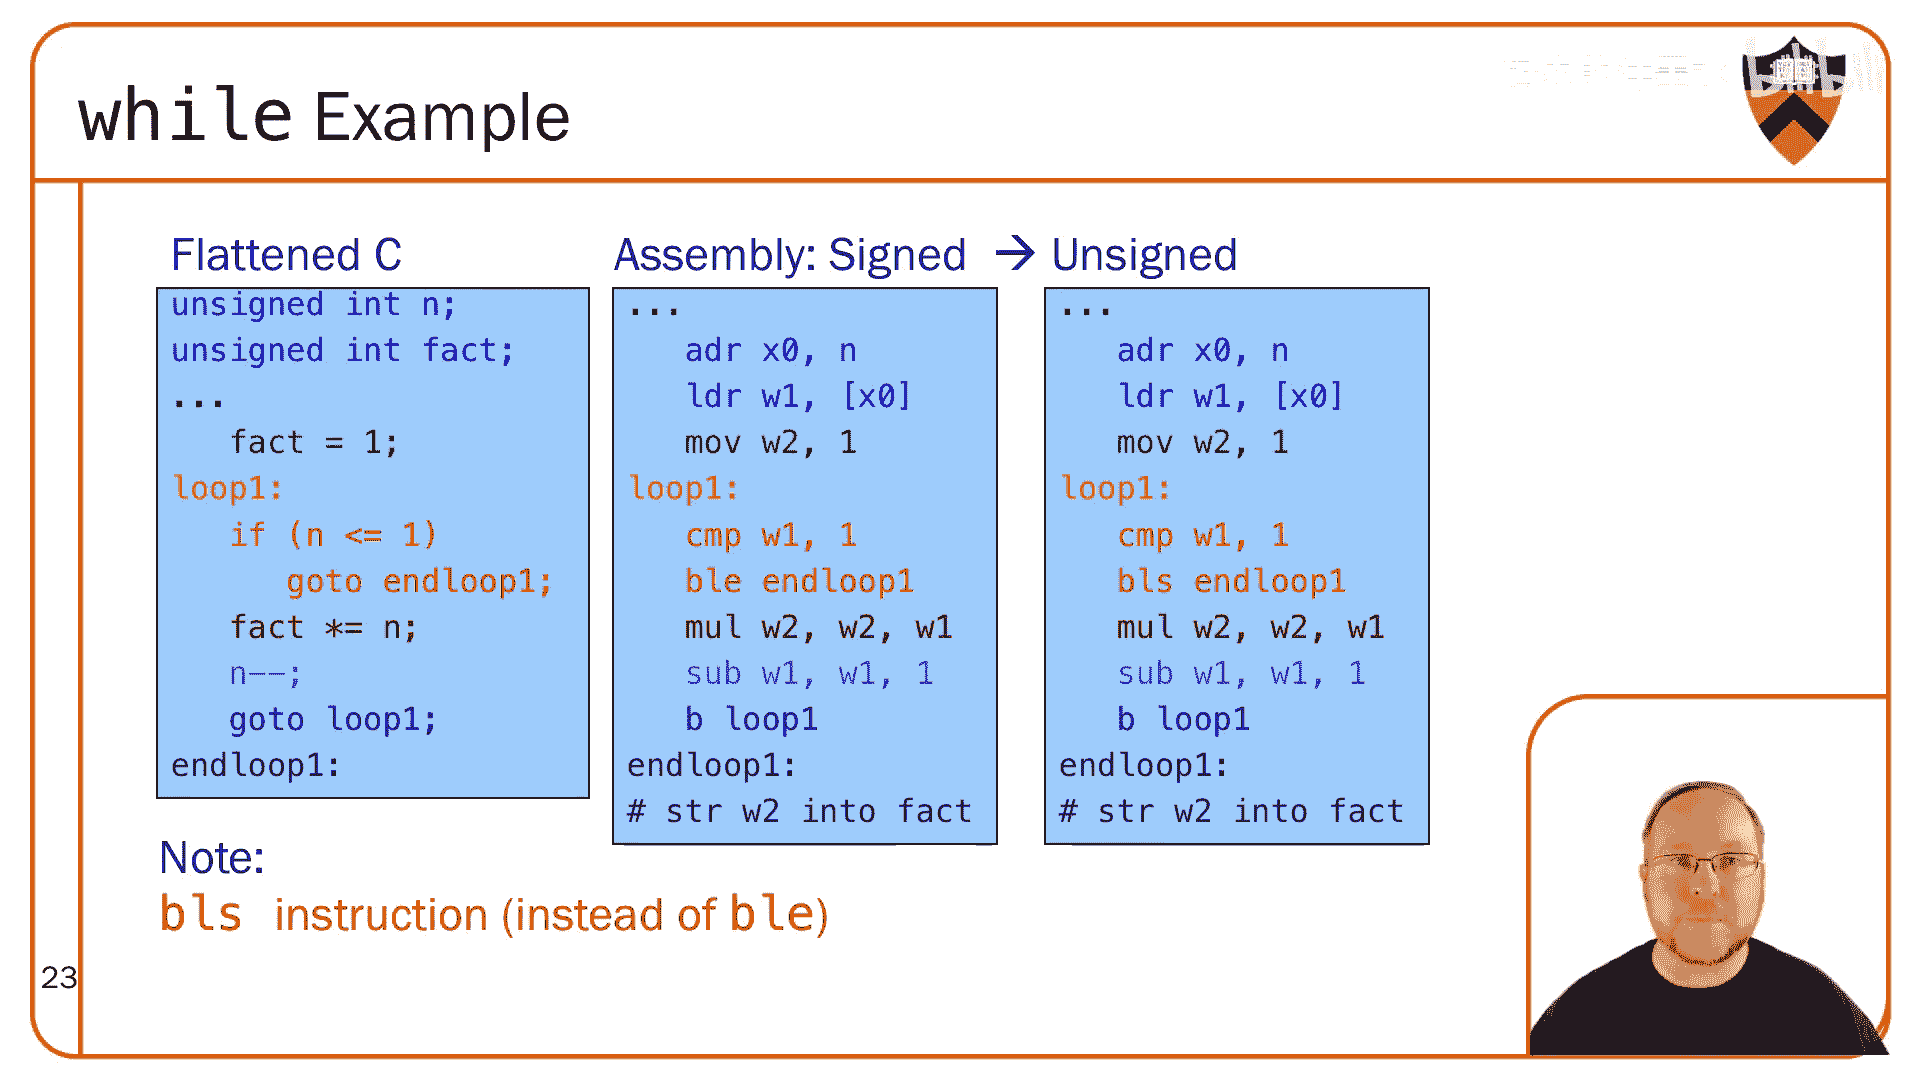 while Example
Flattened C
unsigned int n;
unsigned int fact;
...
fact = 1;
loop1:
if (n <= 1)
goto endloop1;
fact *= n;
n--;
goto loop1;
endloop1:
Assembly: Signed → Unsigned
...
adr x0, n
ldr w1, [x0]
mov w2, 1
loop1:
cmp w1, 1
ble endloop1
mul w2, w2, w1
sub w1, w1, 1
b loop1
endloop1:
# str w2 into fact
...
adr x0, n
ldr w1, [x0]
mov w2, 1
loop1:
cmp w1, 1
bls endloop1
mul w2, w2, w1
sub w1, w1, 1
b loop1
endloop1:
# str w2 into fact
Note:
bls instruction (instead of ble)
23